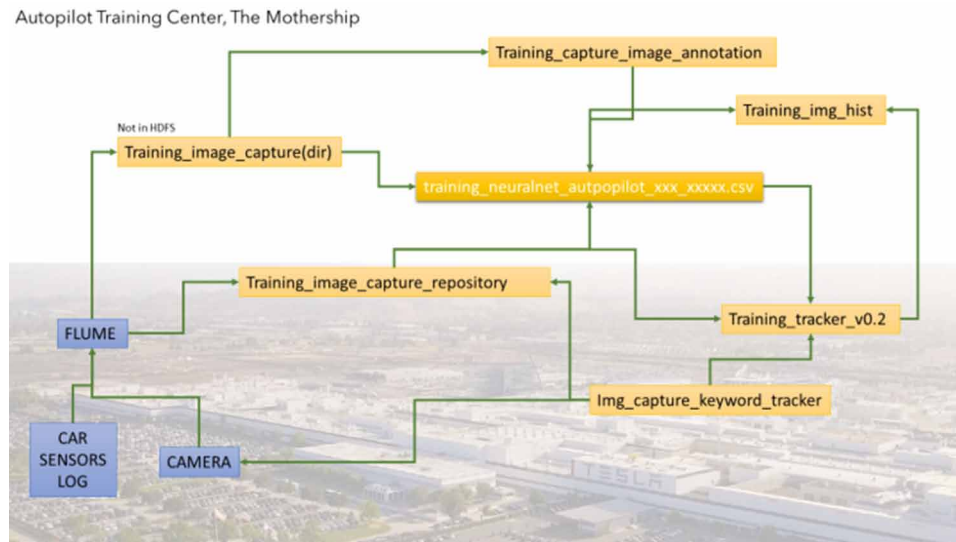 Autopilot Training Center, The Mothership
Training_capture_image_annotation
Training_img_hist
Not in HDFS
Training_image_capture(dir)
training_neuralnet_autpopilot_xxx_xxxxx.csv
Training_image_capture_repository
FLUME
Training_tracker_v0.2
Img_capture_keyword_tracker
CAR
SENSORS
LOG
CAMERA
TESLA